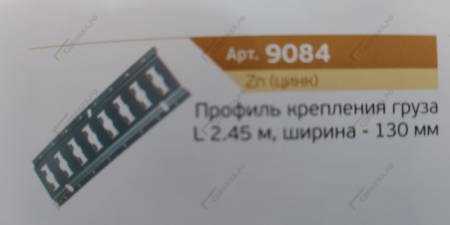 Арт. 9084
Zn (цинк)
Профиль крепления груза
L 2.45 м, ширина - 130 мм